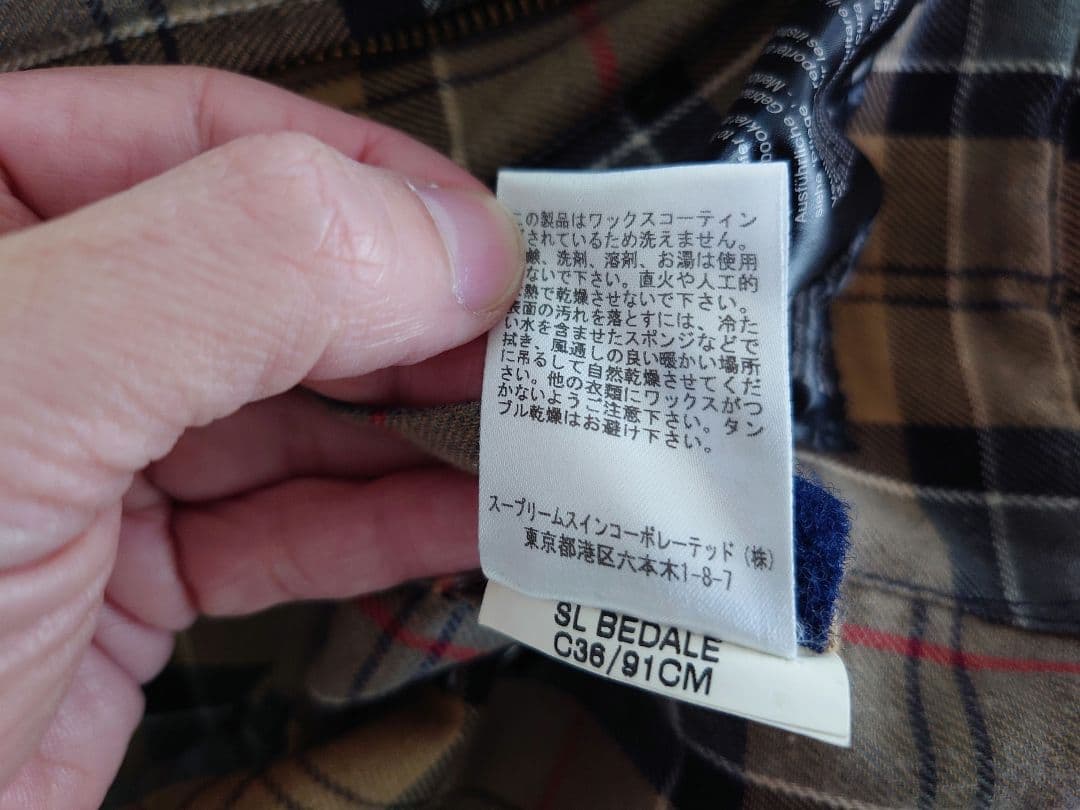 の製品はワックスコーティン
されているため洗えません。
洗剤、溶剤、お湯は使用
ないで下さい。直火や人工的
熱で乾燥させないで下さい。
表面の汚れを落とすには、冷た
い水を含ませたスポンジなどで
拭き、風通しの良い暖かい場所
に吊るして自然乾燥させてくだ
さい。他の衣類にワックスがつ
かないようご注意下さい。タン
ブル乾燥はお避け下さい。
スープリームスインコーポレーテッド（株）
東京都港区六本木1-8-7
SL BEDALE
C36/91CM
Ausführliche Gebra